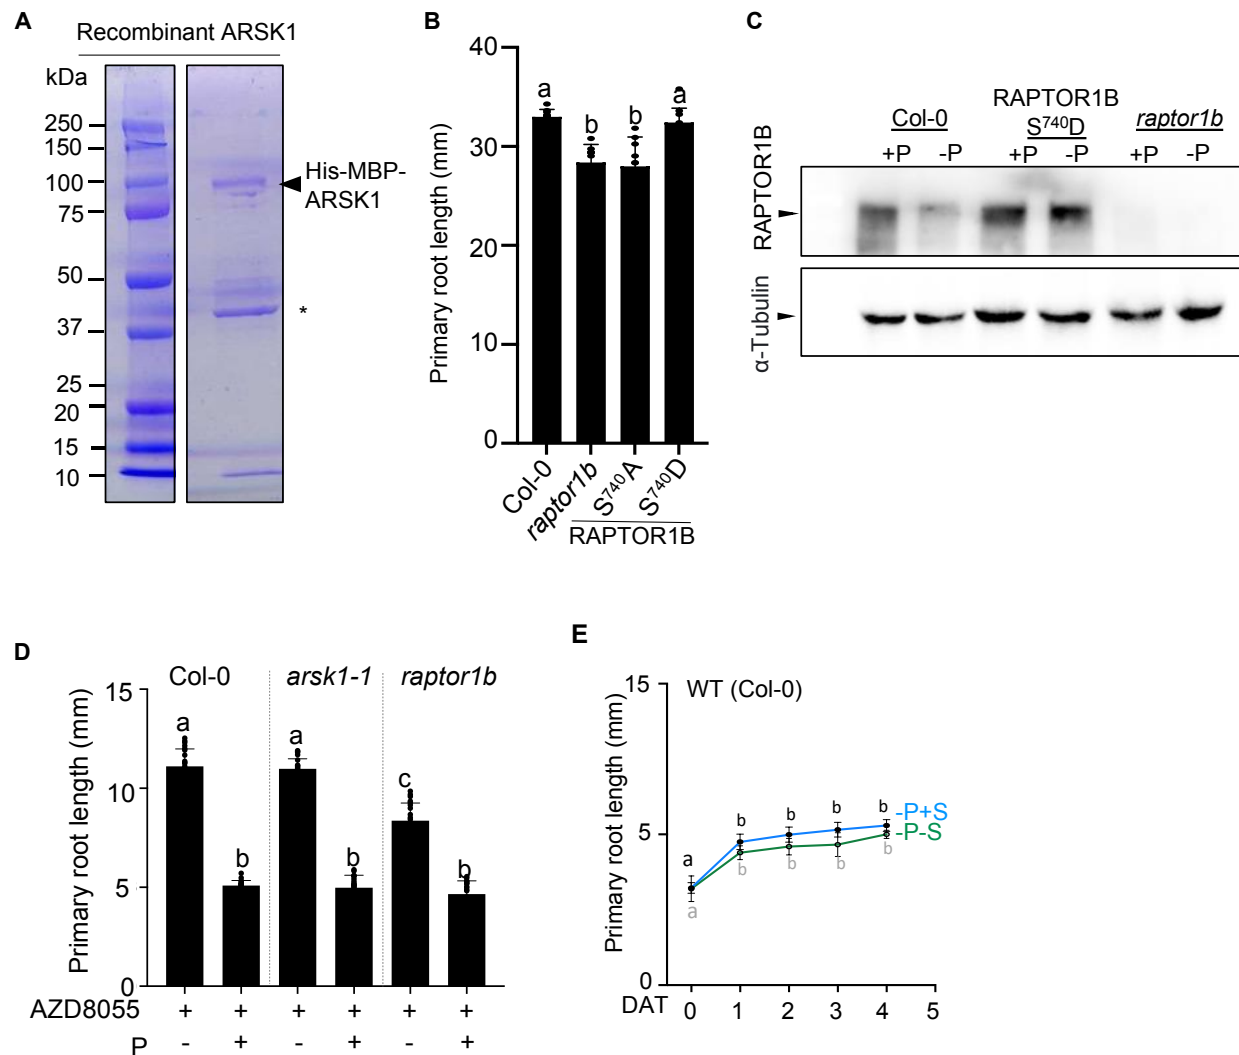 A
Recombinant ARSK1
kDa
250
150
100
75
50
37
25
20
15
10
His-MBP-
ARSK1
*
B
Primary root length (mm)
40
30
20
10
0
a
b
b
a
Col-0
raptor1b
S⁷⁴⁰A
S⁷⁴⁰D
RAPTOR1B
C
Col-0
RAPTOR1B
S⁷⁴⁰D
raptor1b
+P -P +P -P +P -P
RAPTOR1B
α-Tubulin
D
Col-0 arsk1-1 raptor1b
Primary root length (mm)
15
10
5
0
a
b
a
b
c
b
AZD8055 + + + + + +
P - + - + - +
E
WT (Col-0)
Primary root length (mm)
15
5
0
a b b b b
a b b b b
-P+S
-P-S
DAT 0 1 2 3 4 5